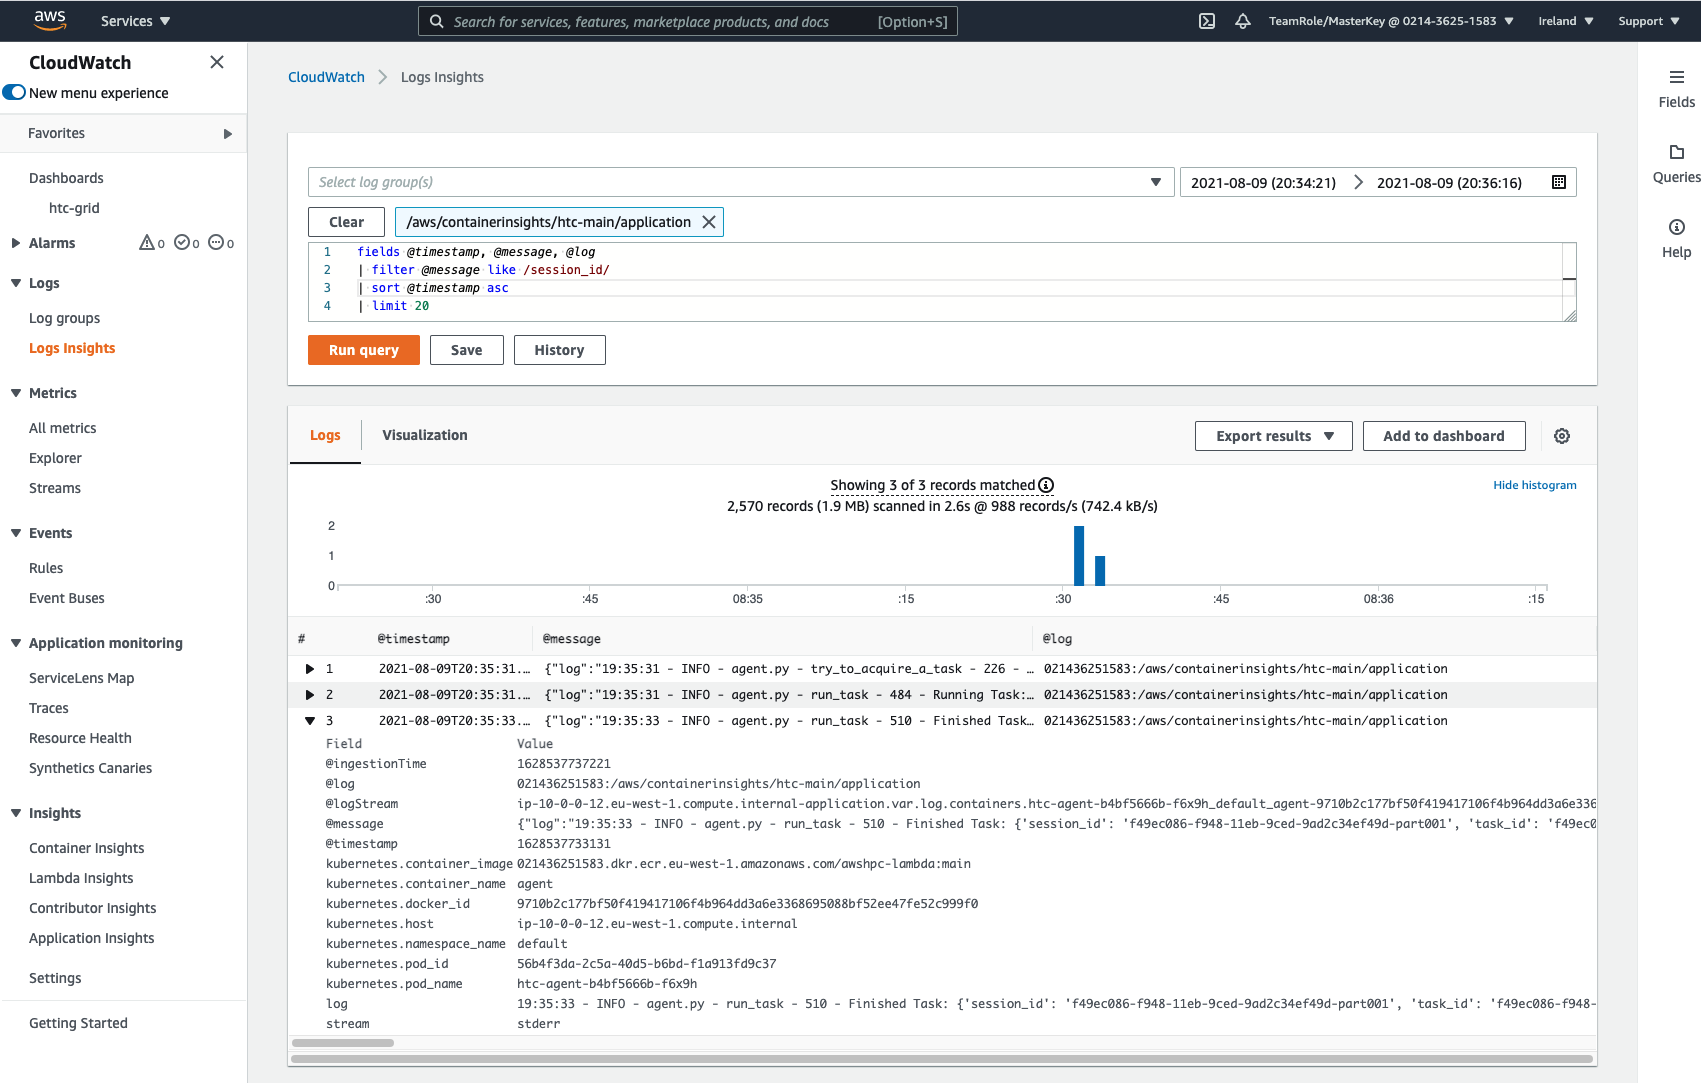 aws
Services
Search for services, features, marketplace products, and docs [Option+S]
TeamRole/MasterKey @ 0214-3625-1583
Ireland
Support
CloudWatch
New menu experience
Favorites
Dashboards
htc-grid
Alarms 0 0 0
Logs
Log groups
Logs Insights
Metrics
All metrics
Explorer
Streams
Events
Rules
Event Buses
Application monitoring
ServiceLens Map
Traces
Resource Health
Synthetics Canaries
Insights
Container Insights
Lambda Insights
Contributor Insights
Application Insights
Settings
Getting Started
CloudWatch Logs Insights
Select log group(s)
2021-08-09 (20:34:21) 2021-08-09 (20:36:16)
Clear
/aws/containerinsights/htc-main/application
1 fields @timestamp, @message, @log
2 | filter @message like /session_id/
3 | sort @timestamp asc
4 | limit 20
Run query
Save
History
Logs
Visualization
Export results
Add to dashboard
Showing 3 of 3 records matched
2,570 records (1.9 MB) scanned in 2.6s @ 988 records/s (742.4 kB/s)
Hide histogram
2
1
0
:30 :45 08:35 :15 :30 :45 08:36 :15
# @timestamp @message @log
1 2021-08-09T20:35:31... {"log":"19:35:31 - INFO - agent.py - try_to_acquire_a_task - 226 - ... 021436251583:/aws/containerinsights/htc-main/application
2 2021-08-09T20:35:31... {"log":"19:35:31 - INFO - agent.py - run_task - 484 - Running Task:... 021436251583:/aws/containerinsights/htc-main/application
3 2021-08-09T20:35:33... {"log":"19:35:33 - INFO - agent.py - run_task - 510 - Finished Task... 021436251583:/aws/containerinsights/htc-main/application
Field Value
@ingestionTime 1628537737221
@log 021436251583:/aws/containerinsights/htc-main/application
@logStream ip-10-0-0-12.eu-west-1.compute.internal-application.var.log.containers.htc-agent-b4bf5666b-f6x9h_default_agent-9710b2c177bf50f419417106f4b964dd3a6e336
@message {"log":"19:35:33 - INFO - agent.py - run_task - 510 - Finished Task: {'session_id': 'f49ec086-f948-11eb-9ced-9ad2c34ef49d-part001', 'task_id': 'f49ec0
@timestamp 1628537733131
kubernetes.container_image 021436251583.dkr.ecr.eu-west-1.amazonaws.com/awshpc-lambda:main
kubernetes.container_name agent
kubernetes.docker_id 9710b2c177bf50f419417106f4b964dd3a6e3368695088bf52ee47fe52c999f0
kubernetes.host ip-10-0-0-12.eu-west-1.compute.internal
kubernetes.namespace_name default
kubernetes.pod_id 56b4f3da-2c5a-40d5-b6bd-f1a913fd9c37
kubernetes.pod_name htc-agent-b4bf5666b-f6x9h
log 19:35:33 - INFO - agent.py - run_task - 510 - Finished Task: {'session_id': 'f49ec086-f948-11eb-9ced-9ad2c34ef49d-part001', 'task_id': 'f49ec086-f948-
stream stderr
Fields
Queries
Help